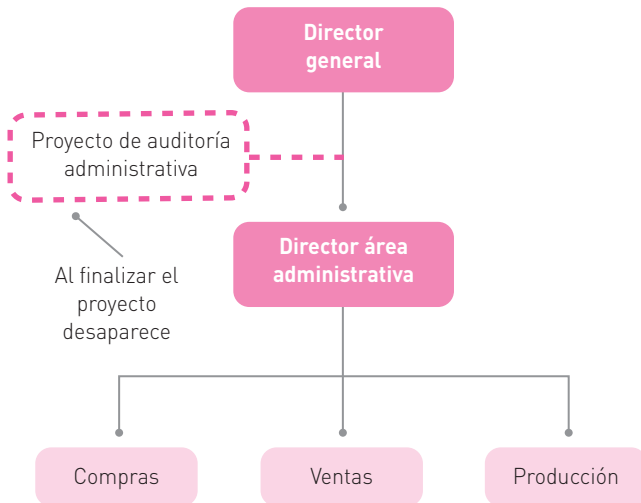 Director
general
Proyecto de auditoría
administrativa
Director área
administrativa
Al finalizar el
proyecto
desaparece
Compras
Ventas
Producción